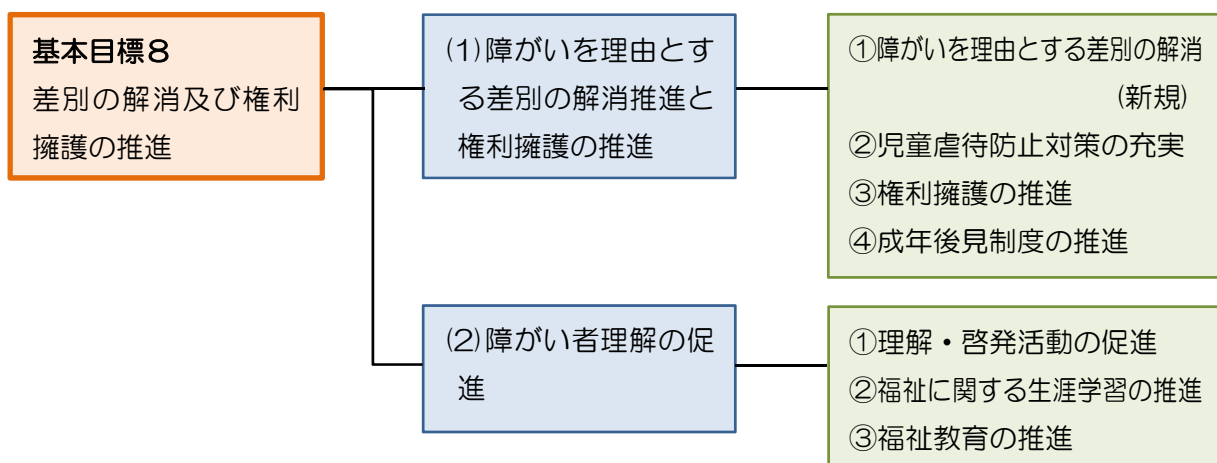 基本目標８
差別の解消及び権利
擁護の推進
(1)障がいを理由とす
る差別の解消推進と
権利擁護の推進
①障がいを理由とする差別の解消
(新規)
②児童虐待防止対策の充実
③権利擁護の推進
④成年後見制度の推進
(2)障がい者理解の促
進
①理解・啓発活動の促進
②福祉に関する生涯学習の推進
③福祉教育の推進